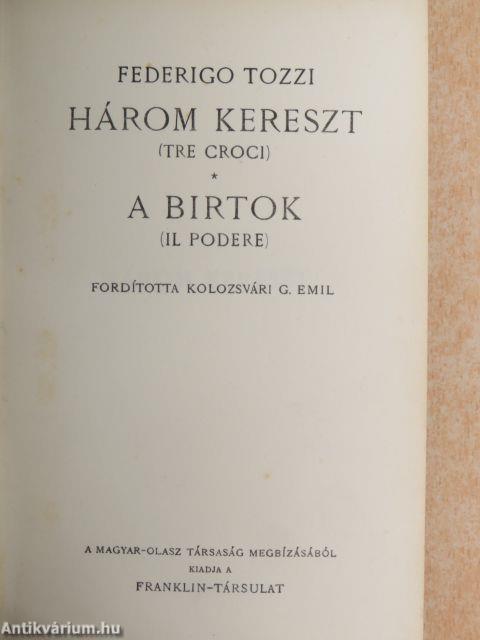 FEDERIGO TOZZI
HÁROM KERESZT
(TRE CROCI)
*
A BIRTOK
(IL PODERE)
FORDÍTOTTA KOLOZSVÁRI G. EMIL
A MAGYAR-OLASZ TÁRSASÁG MEGBÍZÁSÁBÓL
KIADJA A
FRANKLIN-TÁRSULAT
Antikvárium.hu